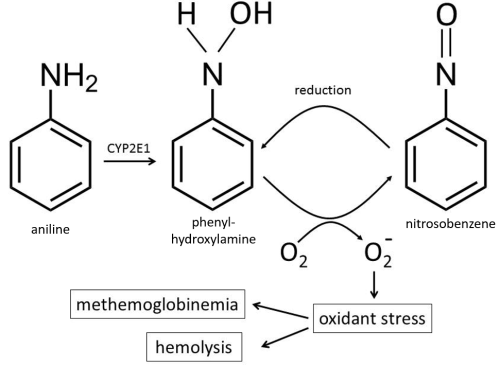 H OH
O
NH2
N
N
reduction
CYP2E1
aniline
phenyl-
hydroxylamine
nitrosobenzene
O2
O2-
methemoglobinemia
oxidant stress
hemolysis